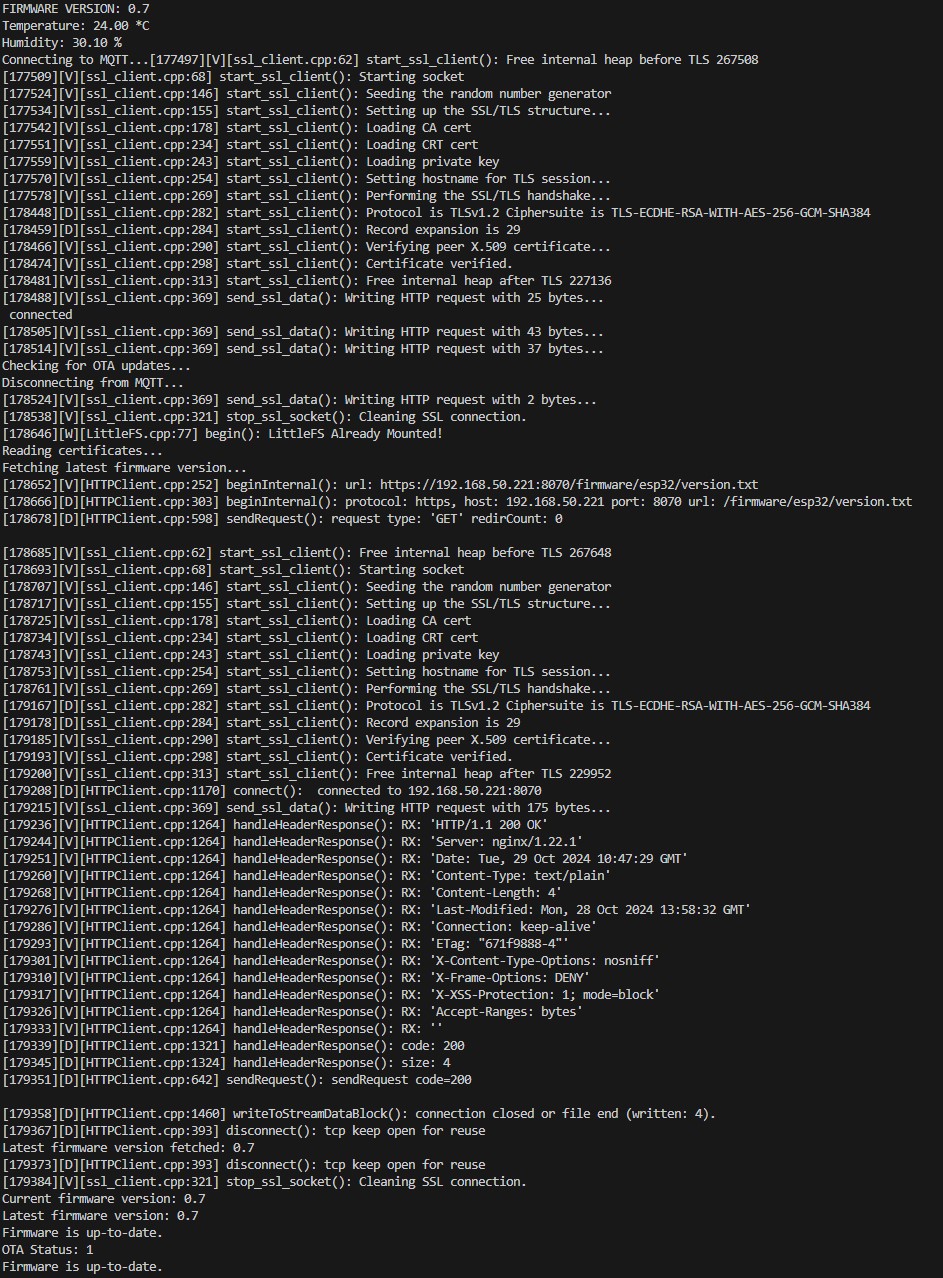 FIRMWARE VERSION: 0.7
Temperature: 24.00 *C
Humidity: 30.10 %
Connecting to MQTT...[177497][V][ssl_client.cpp:62] start_ssl_client(): Free internal heap before TLS 267508
[177509][V][ssl_client.cpp:68] start_ssl_client(): Starting socket
[177524][V][ssl_client.cpp:146] start_ssl_client(): Seeding the random number generator
[177534][V][ssl_client.cpp:155] start_ssl_client(): Setting up the SSL/TLS structure...
[177542][V][ssl_client.cpp:178] start_ssl_client(): Loading CA cert
[177551][V][ssl_client.cpp:234] start_ssl_client(): Loading CRT cert
[177559][V][ssl_client.cpp:243] start_ssl_client(): Loading private key
[177570][V][ssl_client.cpp:254] start_ssl_client(): Setting hostname for TLS session...
[177578][V][ssl_client.cpp:269] start_ssl_client(): Performing the SSL/TLS handshake...
[178448][D][ssl_client.cpp:282] start_ssl_client(): Protocol is TLSv1.2 Ciphersuite is TLS-ECDHE-RSA-WITH-AES-256-GCM-SHA384
[178459][D][ssl_client.cpp:284] start_ssl_client(): Record expansion is 29
[178466][V][ssl_client.cpp:290] start_ssl_client(): Verifying peer X.509 certificate...
[178474][V][ssl_client.cpp:298] start_ssl_client(): Certificate verified.
[178481][V][ssl_client.cpp:313] start_ssl_client(): Free internal heap after TLS 227136
[178488][V][ssl_client.cpp:369] send_ssl_data(): Writing HTTP request with 25 bytes...
 connected
[178505][V][ssl_client.cpp:369] send_ssl_data(): Writing HTTP request with 43 bytes...
[178514][V][ssl_client.cpp:369] send_ssl_data(): Writing HTTP request with 37 bytes...
Checking for OTA updates...
Disconnecting from MQTT...
[178524][V][ssl_client.cpp:369] send_ssl_data(): Writing HTTP request with 2 bytes...
[178538][V][ssl_client.cpp:321] stop_ssl_socket(): Cleaning SSL connection.
[178646][W][LittleFS.cpp:77] begin(): LittleFS Already Mounted!
Reading certificates...
Fetching latest firmware version...
[178652][V][HTTPClient.cpp:252] beginInternal(): url: https://192.168.50.221:8070/firmware/esp32/version.txt
[178666][D][HTTPClient.cpp:303] beginInternal(): protocol: https, host: 192.168.50.221 port: 8070 url: /firmware/esp32/version.txt
[178678][D][HTTPClient.cpp:598] sendRequest(): request type: 'GET' redirCount: 0

[178685][V][ssl_client.cpp:62] start_ssl_client(): Free internal heap before TLS 267648
[178693][V][ssl_client.cpp:68] start_ssl_client(): Starting socket
[178707][V][ssl_client.cpp:146] start_ssl_client(): Seeding the random number generator
[178717][V][ssl_client.cpp:155] start_ssl_client(): Setting up the SSL/TLS structure...
[178725][V][ssl_client.cpp:178] start_ssl_client(): Loading CA cert
[178734][V][ssl_client.cpp:234] start_ssl_client(): Loading CRT cert
[178743][V][ssl_client.cpp:243] start_ssl_client(): Loading private key
[178753][V][ssl_client.cpp:254] start_ssl_client(): Setting hostname for TLS session...
[178761][V][ssl_client.cpp:269] start_ssl_client(): Performing the SSL/TLS handshake...
[179167][D][ssl_client.cpp:282] start_ssl_client(): Protocol is TLSv1.2 Ciphersuite is TLS-ECDHE-RSA-WITH-AES-256-GCM-SHA384
[179178][D][ssl_client.cpp:284] start_ssl_client(): Record expansion is 29
[179185][V][ssl_client.cpp:290] start_ssl_client(): Verifying peer X.509 certificate...
[179193][V][ssl_client.cpp:298] start_ssl_client(): Certificate verified.
[179200][V][ssl_client.cpp:313] start_ssl_client(): Free internal heap after TLS 229952
[179208][D][HTTPClient.cpp:1170] connect():  connected to 192.168.50.221:8070
[179215][V][ssl_client.cpp:369] send_ssl_data(): Writing HTTP request with 175 bytes...
[179236][V][HTTPClient.cpp:1264] handleHeaderResponse(): RX: 'HTTP/1.1 200 OK'
[179244][V][HTTPClient.cpp:1264] handleHeaderResponse(): RX: 'Server: nginx/1.22.1'
[179251][V][HTTPClient.cpp:1264] handleHeaderResponse(): RX: 'Date: Tue, 29 Oct 2024 10:47:29 GMT'
[179260][V][HTTPClient.cpp:1264] handleHeaderResponse(): RX: 'Content-Type: text/plain'
[179268][V][HTTPClient.cpp:1264] handleHeaderResponse(): RX: 'Content-Length: 4'
[179276][V][HTTPClient.cpp:1264] handleHeaderResponse(): RX: 'Last-Modified: Mon, 28 Oct 2024 13:58:32 GMT'
[179286][V][HTTPClient.cpp:1264] handleHeaderResponse(): RX: 'Connection: keep-alive'
[179293][V][HTTPClient.cpp:1264] handleHeaderResponse(): RX: 'ETag: "671f9888-4"'
[179301][V][HTTPClient.cpp:1264] handleHeaderResponse(): RX: 'X-Content-Type-Options: nosniff'
[179310][V][HTTPClient.cpp:1264] handleHeaderResponse(): RX: 'X-Frame-Options: DENY'
[179317][V][HTTPClient.cpp:1264] handleHeaderResponse(): RX: 'X-XSS-Protection: 1; mode=block'
[179326][V][HTTPClient.cpp:1264] handleHeaderResponse(): RX: 'Accept-Ranges: bytes'
[179333][V][HTTPClient.cpp:1264] handleHeaderResponse(): RX: ''
[179339][D][HTTPClient.cpp:1321] handleHeaderResponse(): code: 200
[179345][D][HTTPClient.cpp:1324] handleHeaderResponse(): size: 4
[179351][D][HTTPClient.cpp:642] sendRequest(): sendRequest code=200

[179358][D][HTTPClient.cpp:1460] writeToStreamDataBlock(): connection closed or file end (written: 4).
[179367][D][HTTPClient.cpp:393] disconnect(): tcp keep open for reuse
Latest firmware version fetched: 0.7
[179373][D][HTTPClient.cpp:393] disconnect(): tcp keep open for reuse
[179384][V][ssl_client.cpp:321] stop_ssl_socket(): Cleaning SSL connection.
Current firmware version: 0.7
Latest firmware version: 0.7
Firmware is up-to-date.
OTA Status: 1
Firmware is up-to-date.